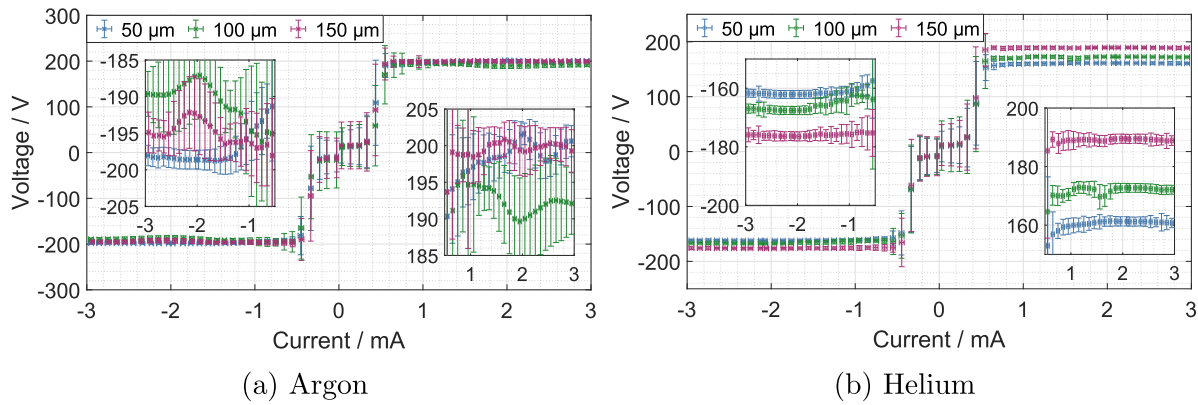 50 µm 100 µm 150 µm
300
200
100
0
-100
-200
-300
Voltage / V
-185
-190
-195
-200
-205
-3 -2 -1
205
200
195
190
185
1 2 3
-3 -2 -1 0 1 2 3
Current / mA
(a) Argon
50 µm 100 µm 150 µm
200
100
0
-100
-200
Voltage / V
-160
-180
-200
-3 -2 -1
200
180
160
1 2 3
-3 -2 -1 0 1 2 3
Current / mA
(b) Helium